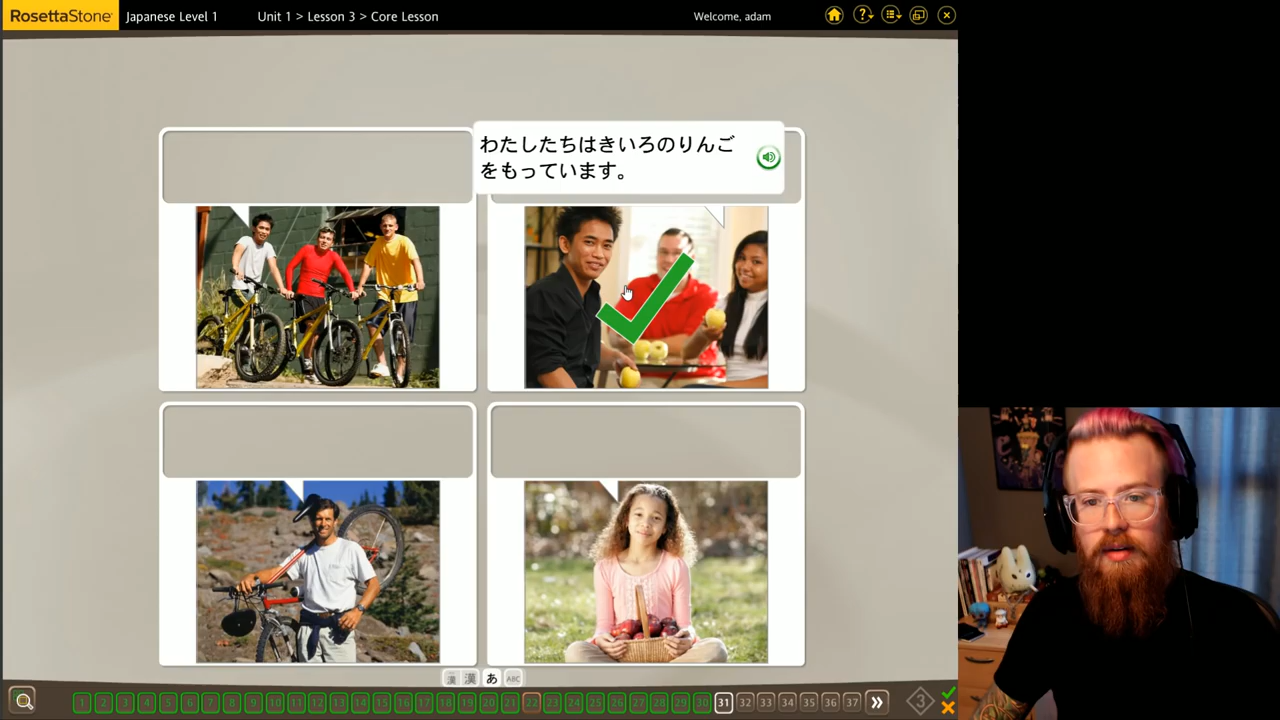 RosettaStone Japanese Level 1 Unit 1 > Lesson 3 > Core Lesson Welcome, adam ?
わたしたちはきいろのりんご
をもっています。
漢 漢 あ ABC
1 2 3 4 5 6 7 8 9 10 11 12 13 14 15 16 17 18 19 20 21 22 23 24 25 26 27 28 29 30 31 32 33 34 35 36 37 3